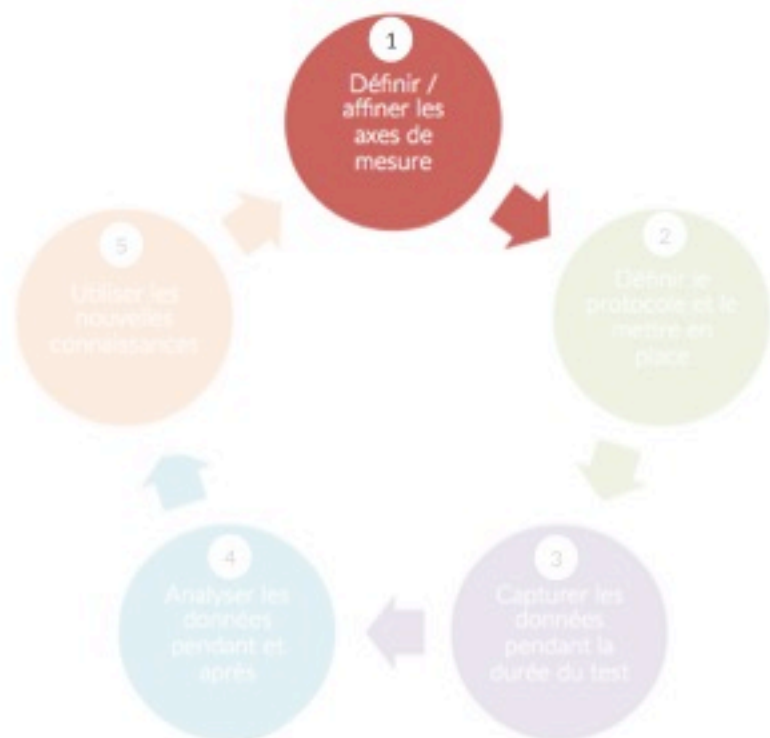 1
Définir /
affiner les
axes de
mesure
2
Définir le
protocole et le
mettre en
place
3
Capturer les
données
pendant la
durée du test
4
Analyser les
données
pendant et
après
5
Utiliser les
nouvelles
connaissances